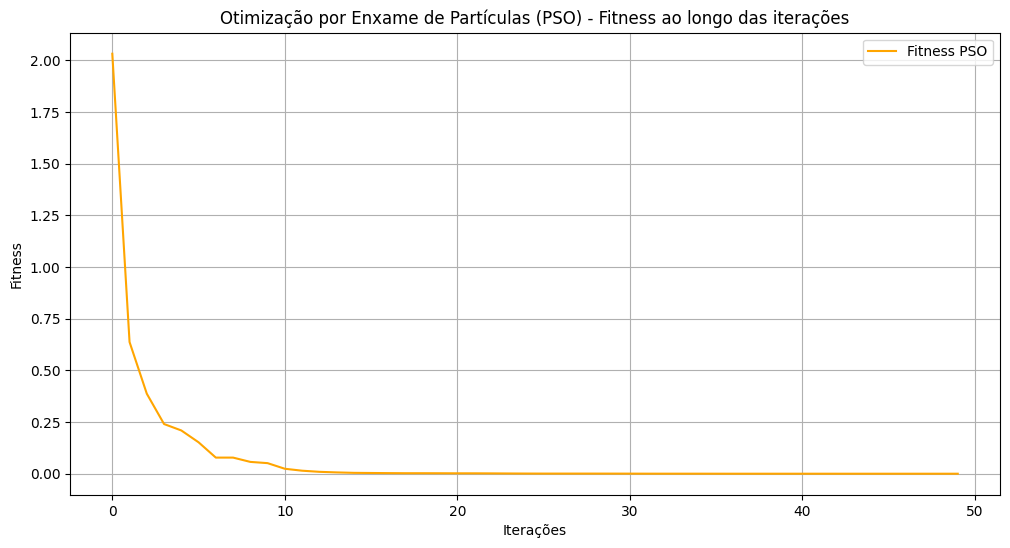 Otimização por Enxame de Partículas (PSO) - Fitness ao longo das iterações
Fitness PSO
2.00
1.75
1.50
1.25
1.00
0.75
0.50
0.25
0.00
Fitness
0 10 20 30 40 50
Iterações